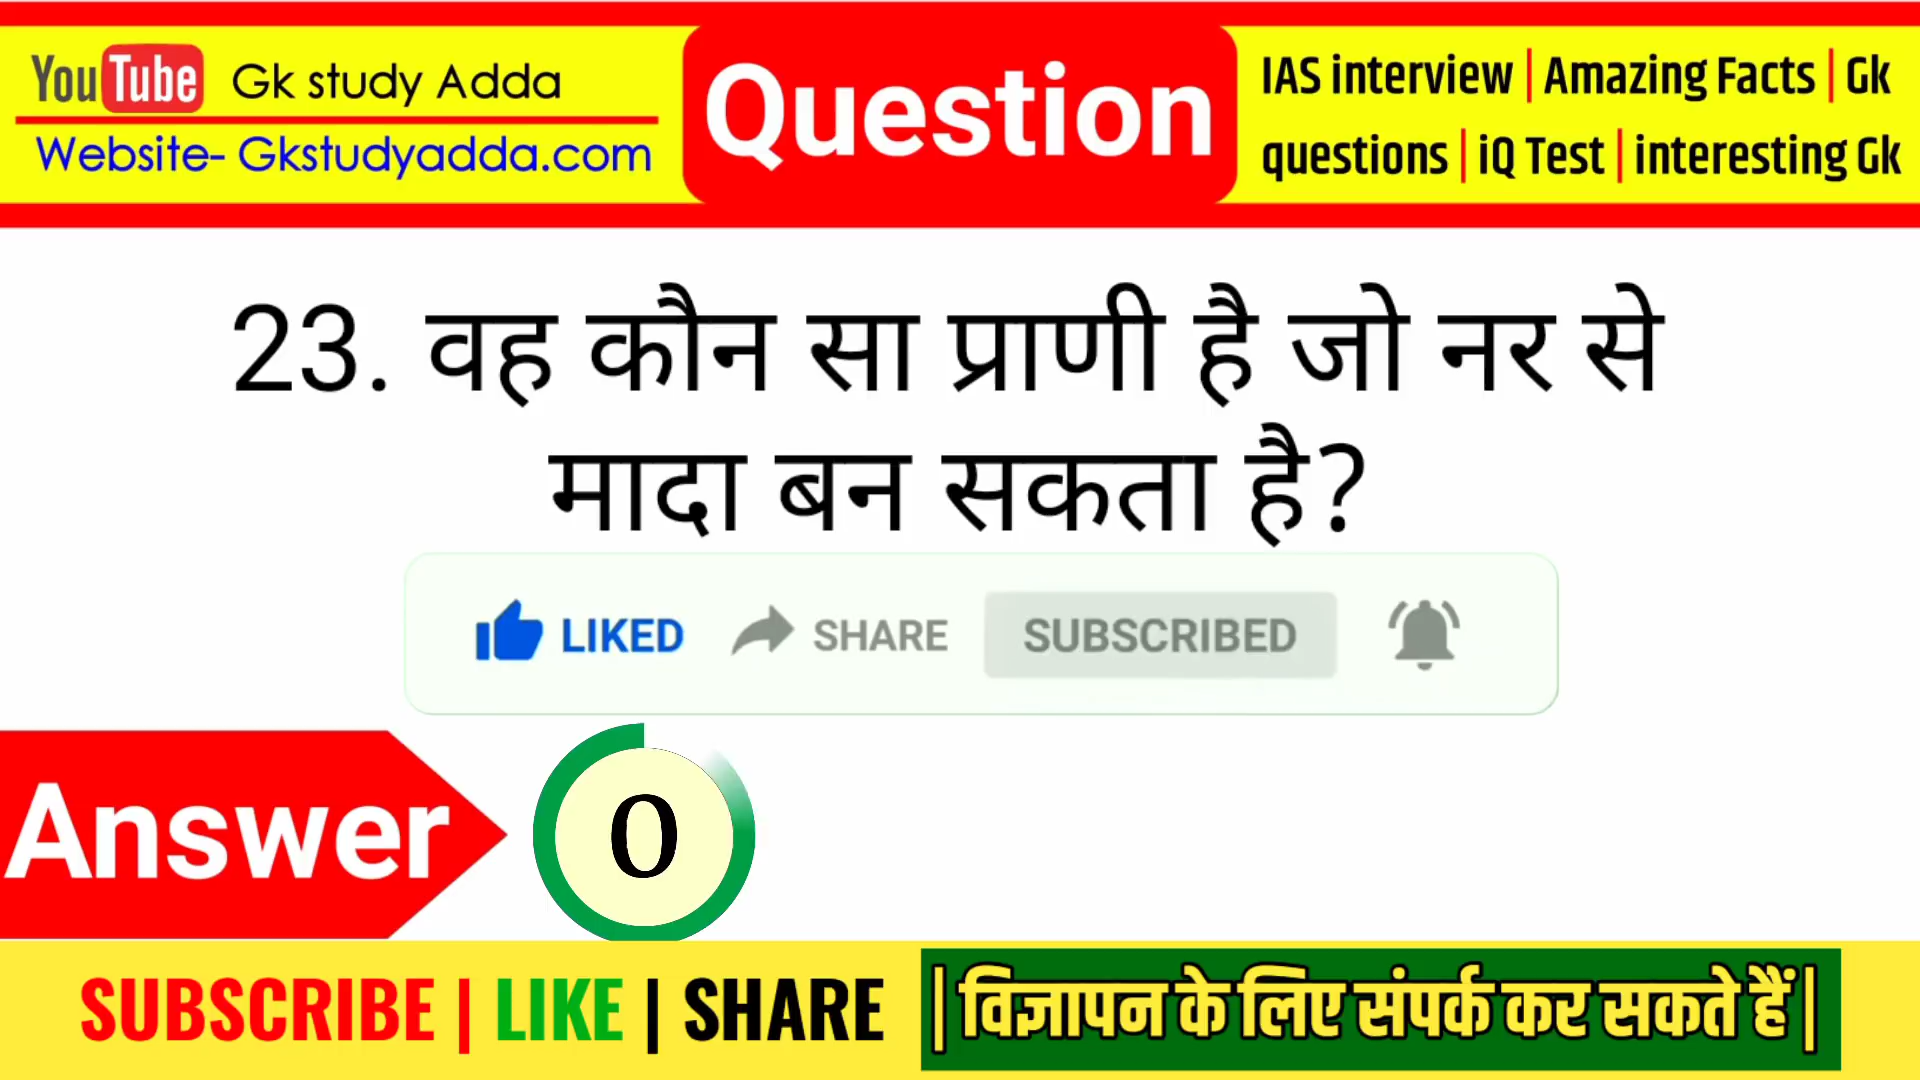 YouTube Gk study Adda
Website- Gkstudyadda.com
Question
IAS interview | Amazing Facts | Gk
questions | iQ Test | interesting Gk
23. वह कौन सा प्राणी है जो नर से
मादा बन सकता है?
LIKED SHARE SUBSCRIBED
Answer
0
SUBSCRIBE | LIKE | SHARE
| विज्ञापन के लिए संपर्क कर सकते हैं |